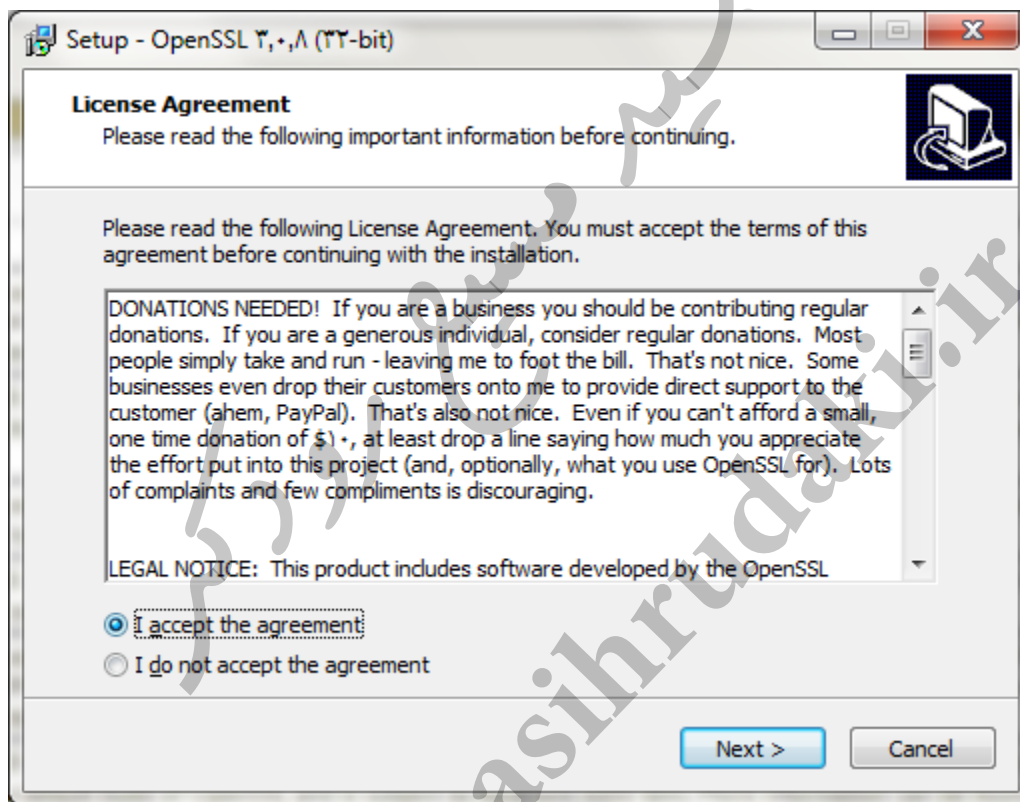 Setup - OpenSSL ۳,۰,۸ (۳۲-bit)
License Agreement
Please read the following important information before continuing.
Please read the following License Agreement. You must accept the terms of this
agreement before continuing with the installation.
DONATIONS NEEDED!  If you are a business you should be contributing regular
donations.  If you are a generous individual, consider regular donations.  Most
people simply take and run - leaving me to foot the bill.  That's not nice.  Some
businesses even drop their customers onto me to provide direct support to the
customer (ahem, PayPal).  That's also not nice.  Even if you can't afford a small,
one time donation of $۱۰, at least drop a line saying how much you appreciate
the effort put into this project (and, optionally, what you use OpenSSL for).  Lots
of complaints and few compliments is discouraging.
LEGAL NOTICE:  This product includes software developed by the OpenSSL
I accept the agreement
I do not accept the agreement
Next >
Cancel
asihrudaki.ir